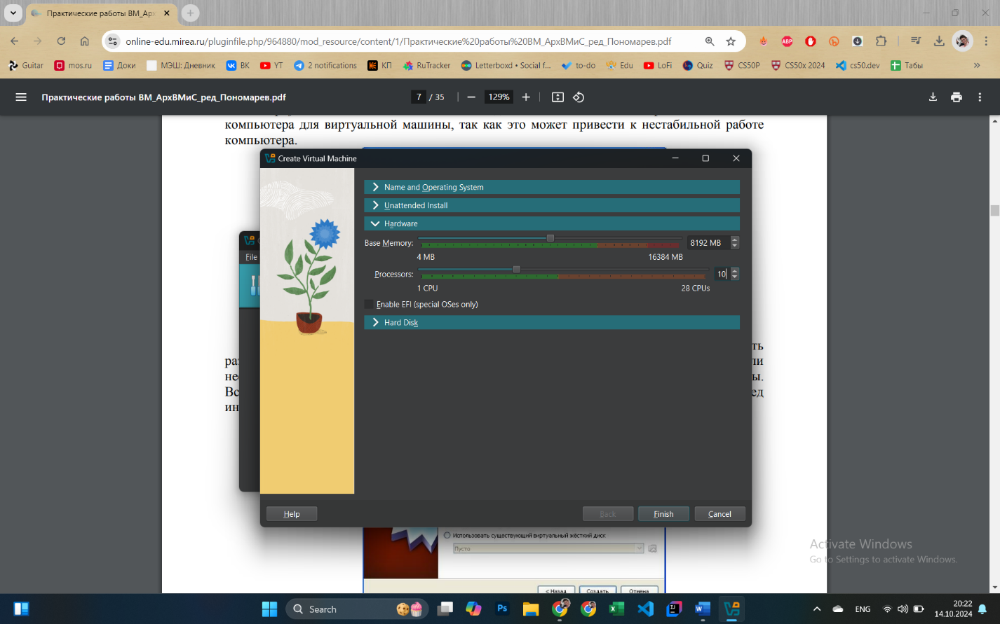 Практические работы ВМ_Арх
online-edu.mirea.ru/pluginfile.php/964880/mod_resource/content/1/Практические%20работы%20ВМ_АрхВМиС_ред_Пономарев.pdf
ABP
Guitar
mos.ru
Доки
МЭШ: Дневник
ВК
YT
2 notifications
КП
RuTracker
Letterboxd • Social f...
to-do
Edu
LoFi
Quiz
CS50P
CS50x 2024
cs50.dev
Табы
»
Практические работы ВМ_АрхВМиС_ред_Пономарев.pdf
7 / 35
129%
компьютера для виртуальной машины, так как это может привести к нестабильной работе
компьютера.
Create Virtual Machine
Name and Operating System
Unattended Install
Hardware
Base Memory:
8192 MB
4 MB
16384 MB
Processors:
10
1 CPU
28 CPUs
Enable EFI (special OSes only)
Hard Disk
File
ть
ра
ли
не
ы.
Вс
ед
ин
Help
Back
Finish
Cancel
Использовать существующий виртуальный жёсткий диск
Пусто
< Назад
Создать
Отмена
Activate Windows
Go to Settings to activate Windows.
Search
Ps
ENG
20:22
14.10.2024